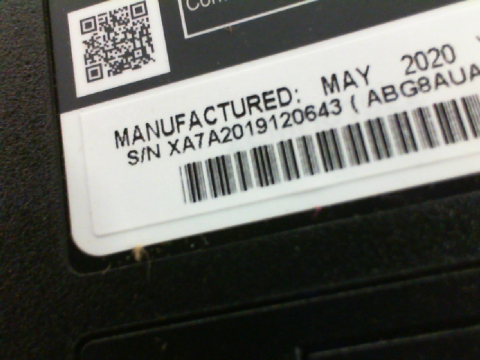 MANUFACTURED: MAY 2020
S/N XA7A2019120643 ( ABG8AUA